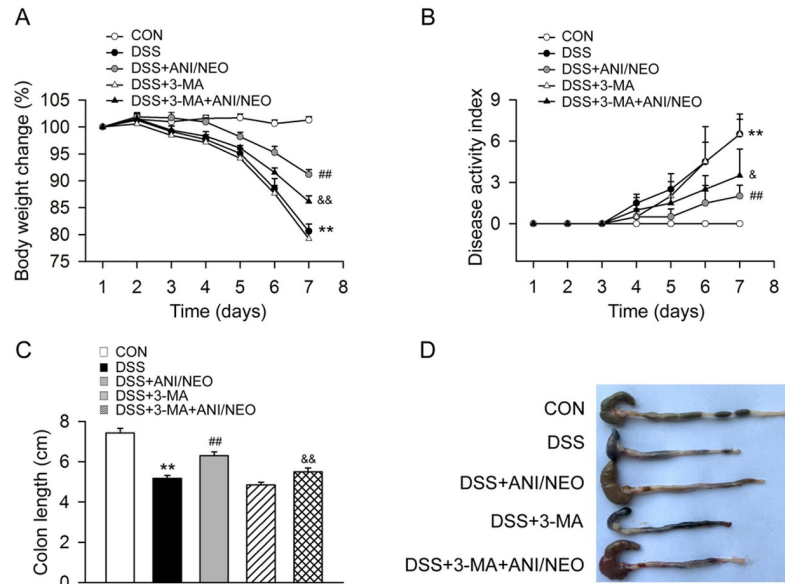 A
CON
DSS
DSS+ANI/NEO
DSS+3-MA
DSS+3-MA+ANI/NEO
Body weight change (%)
105
100
95
90
85
80
75
##
&&
**
1 2 3 4 5 6 7 8
Time (days)
B
CON
DSS
DSS+ANI/NEO
DSS+3-MA
DSS+3-MA+ANI/NEO
Disease activity index
9
6
3
0
**
&
##
1 2 3 4 5 6 7 8
Time (days)
C
CON
DSS
DSS+ANI/NEO
DSS+3-MA
DSS+3-MA+ANI/NEO
Colon length (cm)
8
6
4
2
0
**
##
&&
D
CON
DSS
DSS+ANI/NEO
DSS+3-MA
DSS+3-MA+ANI/NEO